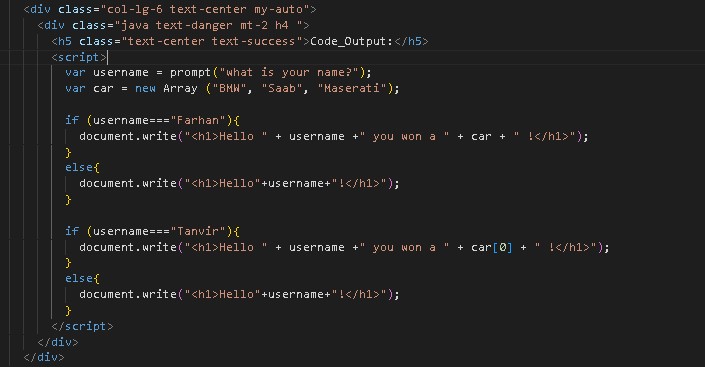 <div class="col-lg-6 text-center my-auto">
<div class="java text-danger mt-2 h4 ">
<h5 class="text-center text-success">Code_Output:</h5>
<script>
var username = prompt("what is your name?");
var car = new Array ("BMW", "Saab", "Maserati");
if (username==="Farhan"){
document.write("<h1>Hello " + username +" you won a " + car + " !</h1>");
}
else{
document.write("<h1>Hello"+username+"!</h1>");
}
if (username==="Tanvir"){
document.write("<h1>Hello " + username +" you won a " + car[0] + " !</h1>");
}
else{
document.write("<h1>Hello"+username+"!</h1>");
}
</script>
</div>
</div>